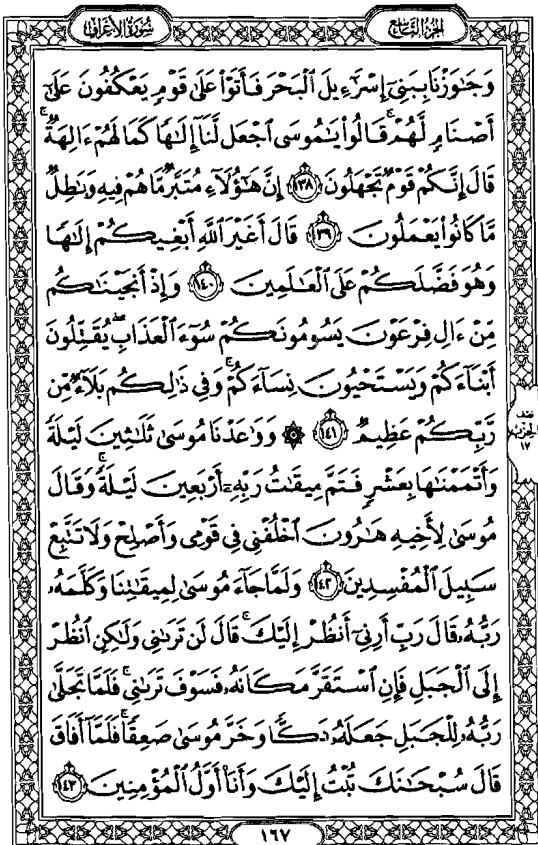 سُورَةُ الأَعْرَافِ الجُزْءُ التَّاسِعُ
وَجَٰوَزْنَا بِبَنِىٓ إِسْرَٰٓءِيلَ ٱلْبَحْرَ فَأَتَوْا۟ عَلَىٰ قَوْمٍ يَعْكُفُونَ عَلَىٰٓ
أَصْنَامٍ لَّهُمْ ۚ قَالُوا۟ يَٰمُوسَى ٱجْعَل لَّنَآ إِلَٰهًا كَمَا لَهُمْ ءَالِهَةٌ ۚ
قَالَ إِنَّكُمْ قَوْمٌ تَجْهَلُونَ ﴿١٣٨﴾ إِنَّ هَٰٓؤُلَآءِ مُتَبَّرٌ مَّا هُمْ فِيهِ وَبَٰطِلٌ
مَّا كَانُوا۟ يَعْمَلُونَ ﴿١٣٩﴾ قَالَ أَغَيْرَ ٱللَّهِ أَبْغِيكُمْ إِلَٰهًا
وَهُوَ فَضَّلَكُمْ عَلَى ٱلْعَٰلَمِينَ ﴿١٤٠﴾ وَإِذْ أَنجَيْنَٰكُم
مِّنْ ءَالِ فِرْعَوْنَ يَسُومُونَكُمْ سُوٓءَ ٱلْعَذَابِ ۖ يُقَتِّلُونَ
أَبْنَآءَكُمْ وَيَسْتَحْيُونَ نِسَآءَكُمْ ۚ وَفِى ذَٰلِكُم بَلَآءٌ مِّن
رَّبِّكُمْ عَظِيمٌ ﴿١٤١﴾ ۞ وَوَٰعَدْنَا مُوسَىٰ ثَلَٰثِينَ لَيْلَةً
وَأَتْمَمْنَٰهَا بِعَشْرٍ فَتَمَّ مِيقَٰتُ رَبِّهِۦٓ أَرْبَعِينَ لَيْلَةً ۚ وَقَالَ
مُوسَىٰ لِأَخِيهِ هَٰرُونَ ٱخْلُفْنِى فِى قَوْمِى وَأَصْلِحْ وَلَا تَتَّبِعْ
سَبِيلَ ٱلْمُفْسِدِينَ ﴿١٤٢﴾ وَلَمَّا جَآءَ مُوسَىٰ لِمِيقَٰتِنَا وَكَلَّمَهُۥ
رَبُّهُۥ قَالَ رَبِّ أَرِنِىٓ أَنظُرْ إِلَيْكَ ۚ قَالَ لَن تَرَىٰنِى وَلَٰكِنِ ٱنظُرْ
إِلَى ٱلْجَبَلِ فَإِنِ ٱسْتَقَرَّ مَكَانَهُۥ فَسَوْفَ تَرَىٰنِى ۚ فَلَمَّا تَجَلَّىٰ
رَبُّهُۥ لِلْجَبَلِ جَعَلَهُۥ دَكًّا وَخَرَّ مُوسَىٰ صَعِقًا ۚ فَلَمَّآ أَفَاقَ
قَالَ سُبْحَٰنَكَ تُبْتُ إِلَيْكَ وَأَنَا۠ أَوَّلُ ٱلْمُؤْمِنِينَ ﴿١٤٣﴾
نصف
الحزب
١٧
١٦٧